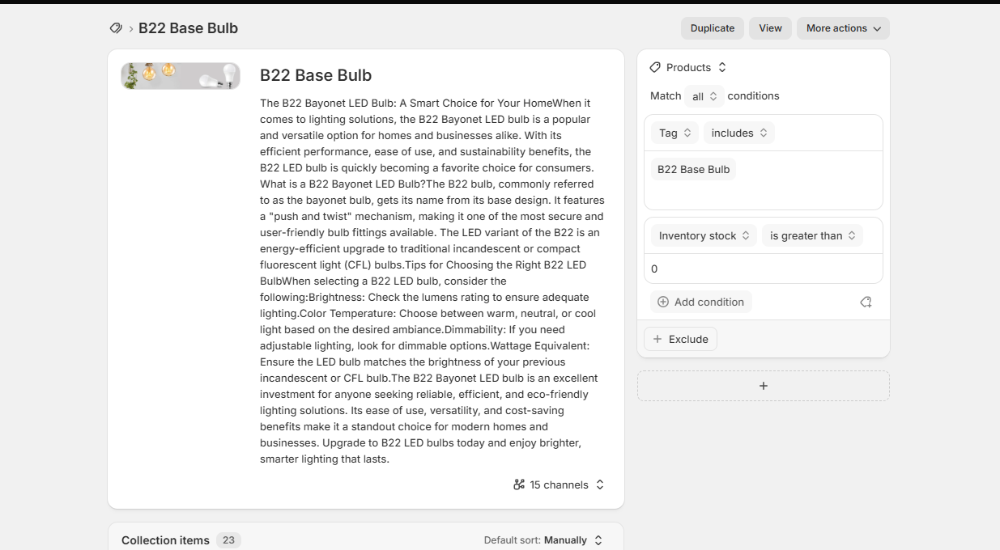 B22 Base Bulb
Duplicate
View
More actions
B22 Base Bulb
The B22 Bayonet LED Bulb: A Smart Choice for Your HomeWhen it
comes to lighting solutions, the B22 Bayonet LED bulb is a popular
and versatile option for homes and businesses alike. With its
efficient performance, ease of use, and sustainability benefits, the
B22 LED bulb is quickly becoming a favorite choice for consumers.
What is a B22 Bayonet LED Bulb?The B22 bulb, commonly referred
to as the bayonet bulb, gets its name from its base design. It features
a "push and twist" mechanism, making it one of the most secure and
user-friendly bulb fittings available. The LED variant of the B22 is an
energy-efficient upgrade to traditional incandescent or compact
fluorescent light (CFL) bulbs.Tips for Choosing the Right B22 LED
BulbWhen selecting a B22 LED bulb, consider the
following:Brightness: Check the lumens rating to ensure adequate
lighting.Color Temperature: Choose between warm, neutral, or cool
light based on the desired ambiance.Dimmability: If you need
adjustable lighting, look for dimmable options.Wattage Equivalent:
Ensure the LED bulb matches the brightness of your previous
incandescent or CFL bulb.The B22 Bayonet LED bulb is an excellent
investment for anyone seeking reliable, efficient, and eco-friendly
lighting solutions. Its ease of use, versatility, and cost-saving
benefits make it a standout choice for modern homes and
businesses. Upgrade to B22 LED bulbs today and enjoy brighter,
smarter lighting that lasts.
15 channels
Collection items 23
Default sort: Manually
Products
Match all conditions
Tag includes
B22 Base Bulb
Inventory stock is greater than
0
Add condition
Exclude